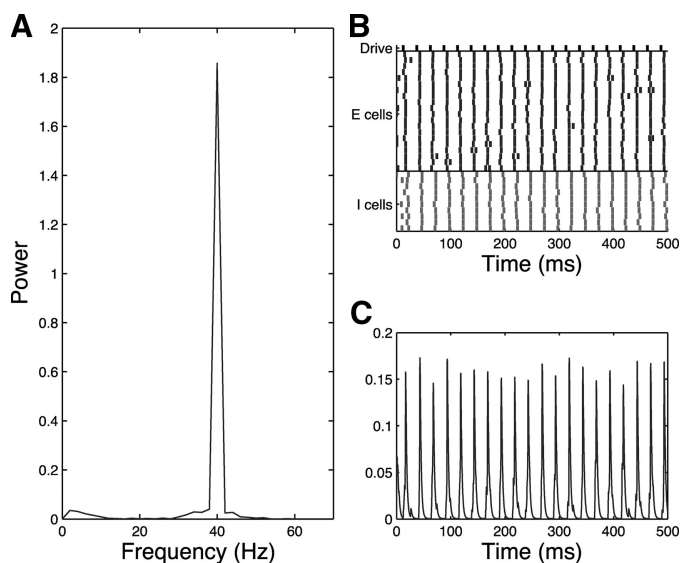 A
2
1.8
1.6
1.4
1.2
1
0.8
0.6
0.4
0.2
0
Power
0 20 40 60
Frequency (Hz)
B
Drive
E cells
I cells
0 100 200 300 400 500
Time (ms)
C
0.2
0.15
0.1
0.05
0
0 100 200 300 400 500
Time (ms)